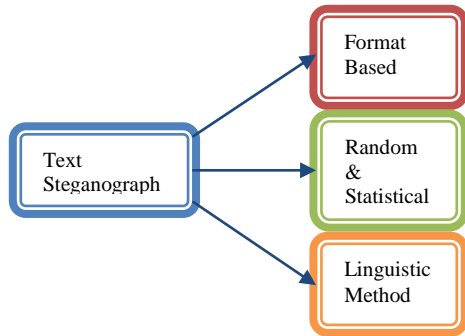 Text
Steganograph
Format
Based
Random
&
Statistical
Linguistic
Method